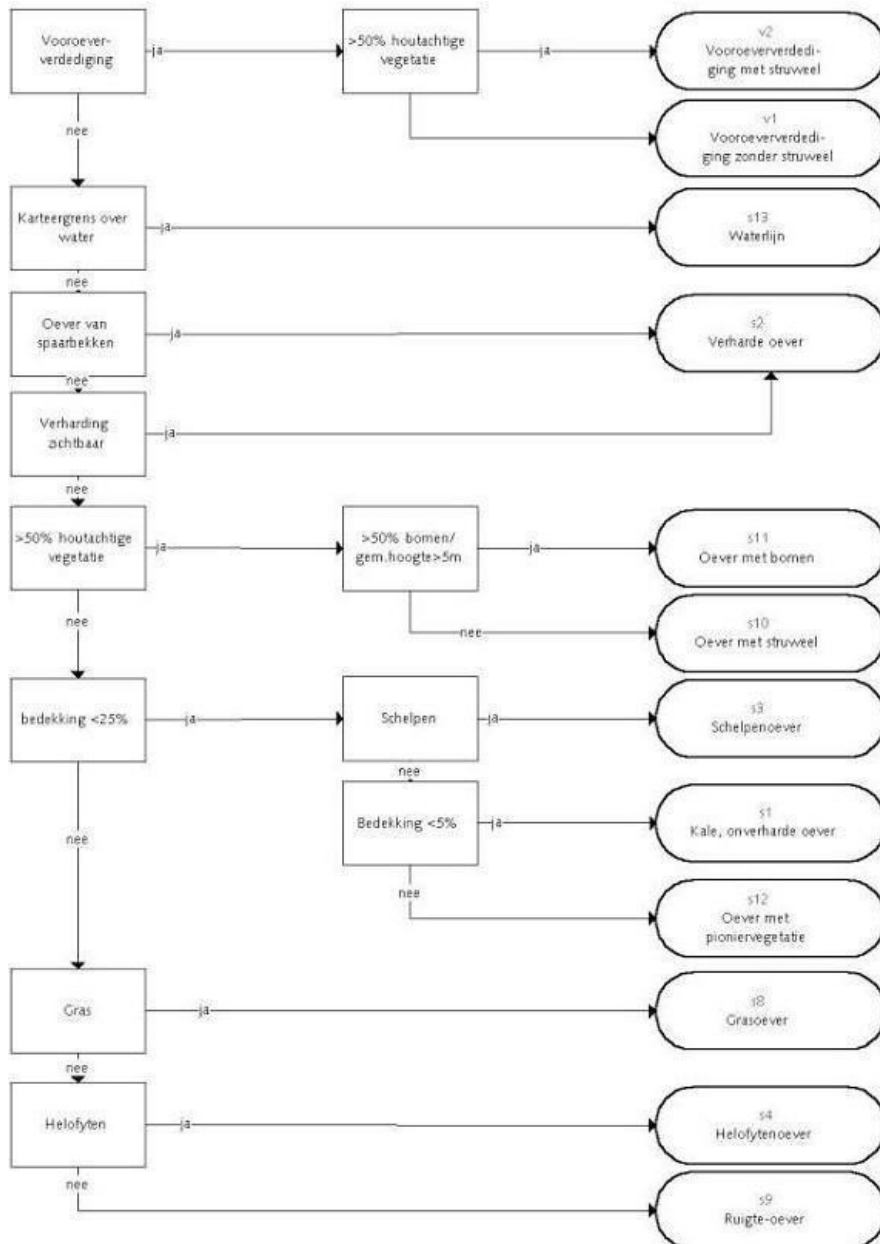 Vooroever-
verdediging
ja
>50% houtachtige
vegetatie
ja
v2
Vooroeververdedi-
ging met struweel
nee
v1
Vooroeververdedi-
ging zonder struweel
Karteergrens over
water
ja
s13
Waterlijn
nee
Oever van
spaarbekken
ja
s2
Verharde oever
nee
Verharding
zichtbaar
ja
nee
>50% houtachtige
vegetatie
ja
>50% bomen/
gem.hoogte>5m
ja
s11
Oever met bomen
nee
nee
s10
Oever met struweel
bedekking <25%
ja
Schelpen
ja
s3
Schelpenoever
nee
nee
Bedekking <5%
ja
s1
Kale, onverharde oever
nee
s12
Oever met
pioniervegetatie
Gras
ja
s8
Grasoever
nee
Helofyten
ja
s4
Helofytenoever
nee
s9
Ruigte-oever